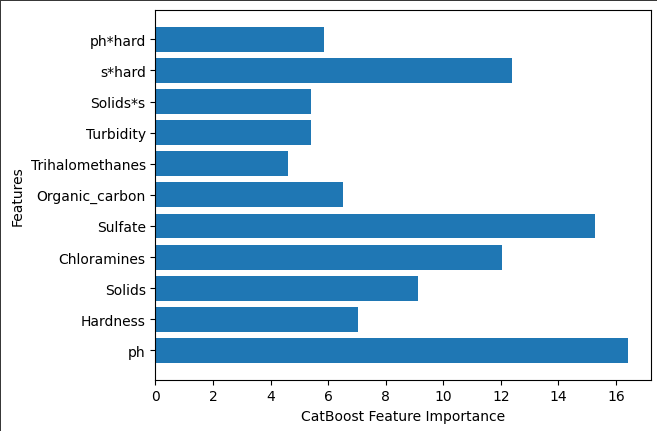 ph*hard
s*hard
Solids*s
Turbidity
Trihalomethanes
Organic_carbon
Sulfate
Chloramines
Solids
Hardness
ph
Features
0 2 4 6 8 10 12 14 16
CatBoost Feature Importance